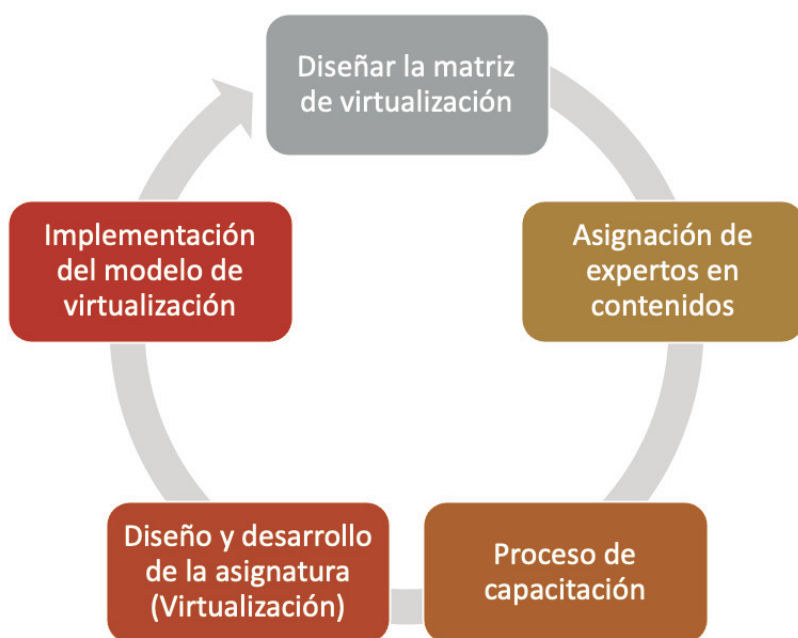 Diseñar la matriz
de virtualización
Asignación de
expertos en
contenidos
Proceso de
capacitación
Diseño y desarrollo
de la asignatura
(Virtualización)
Implementación
del modelo de
virtualización